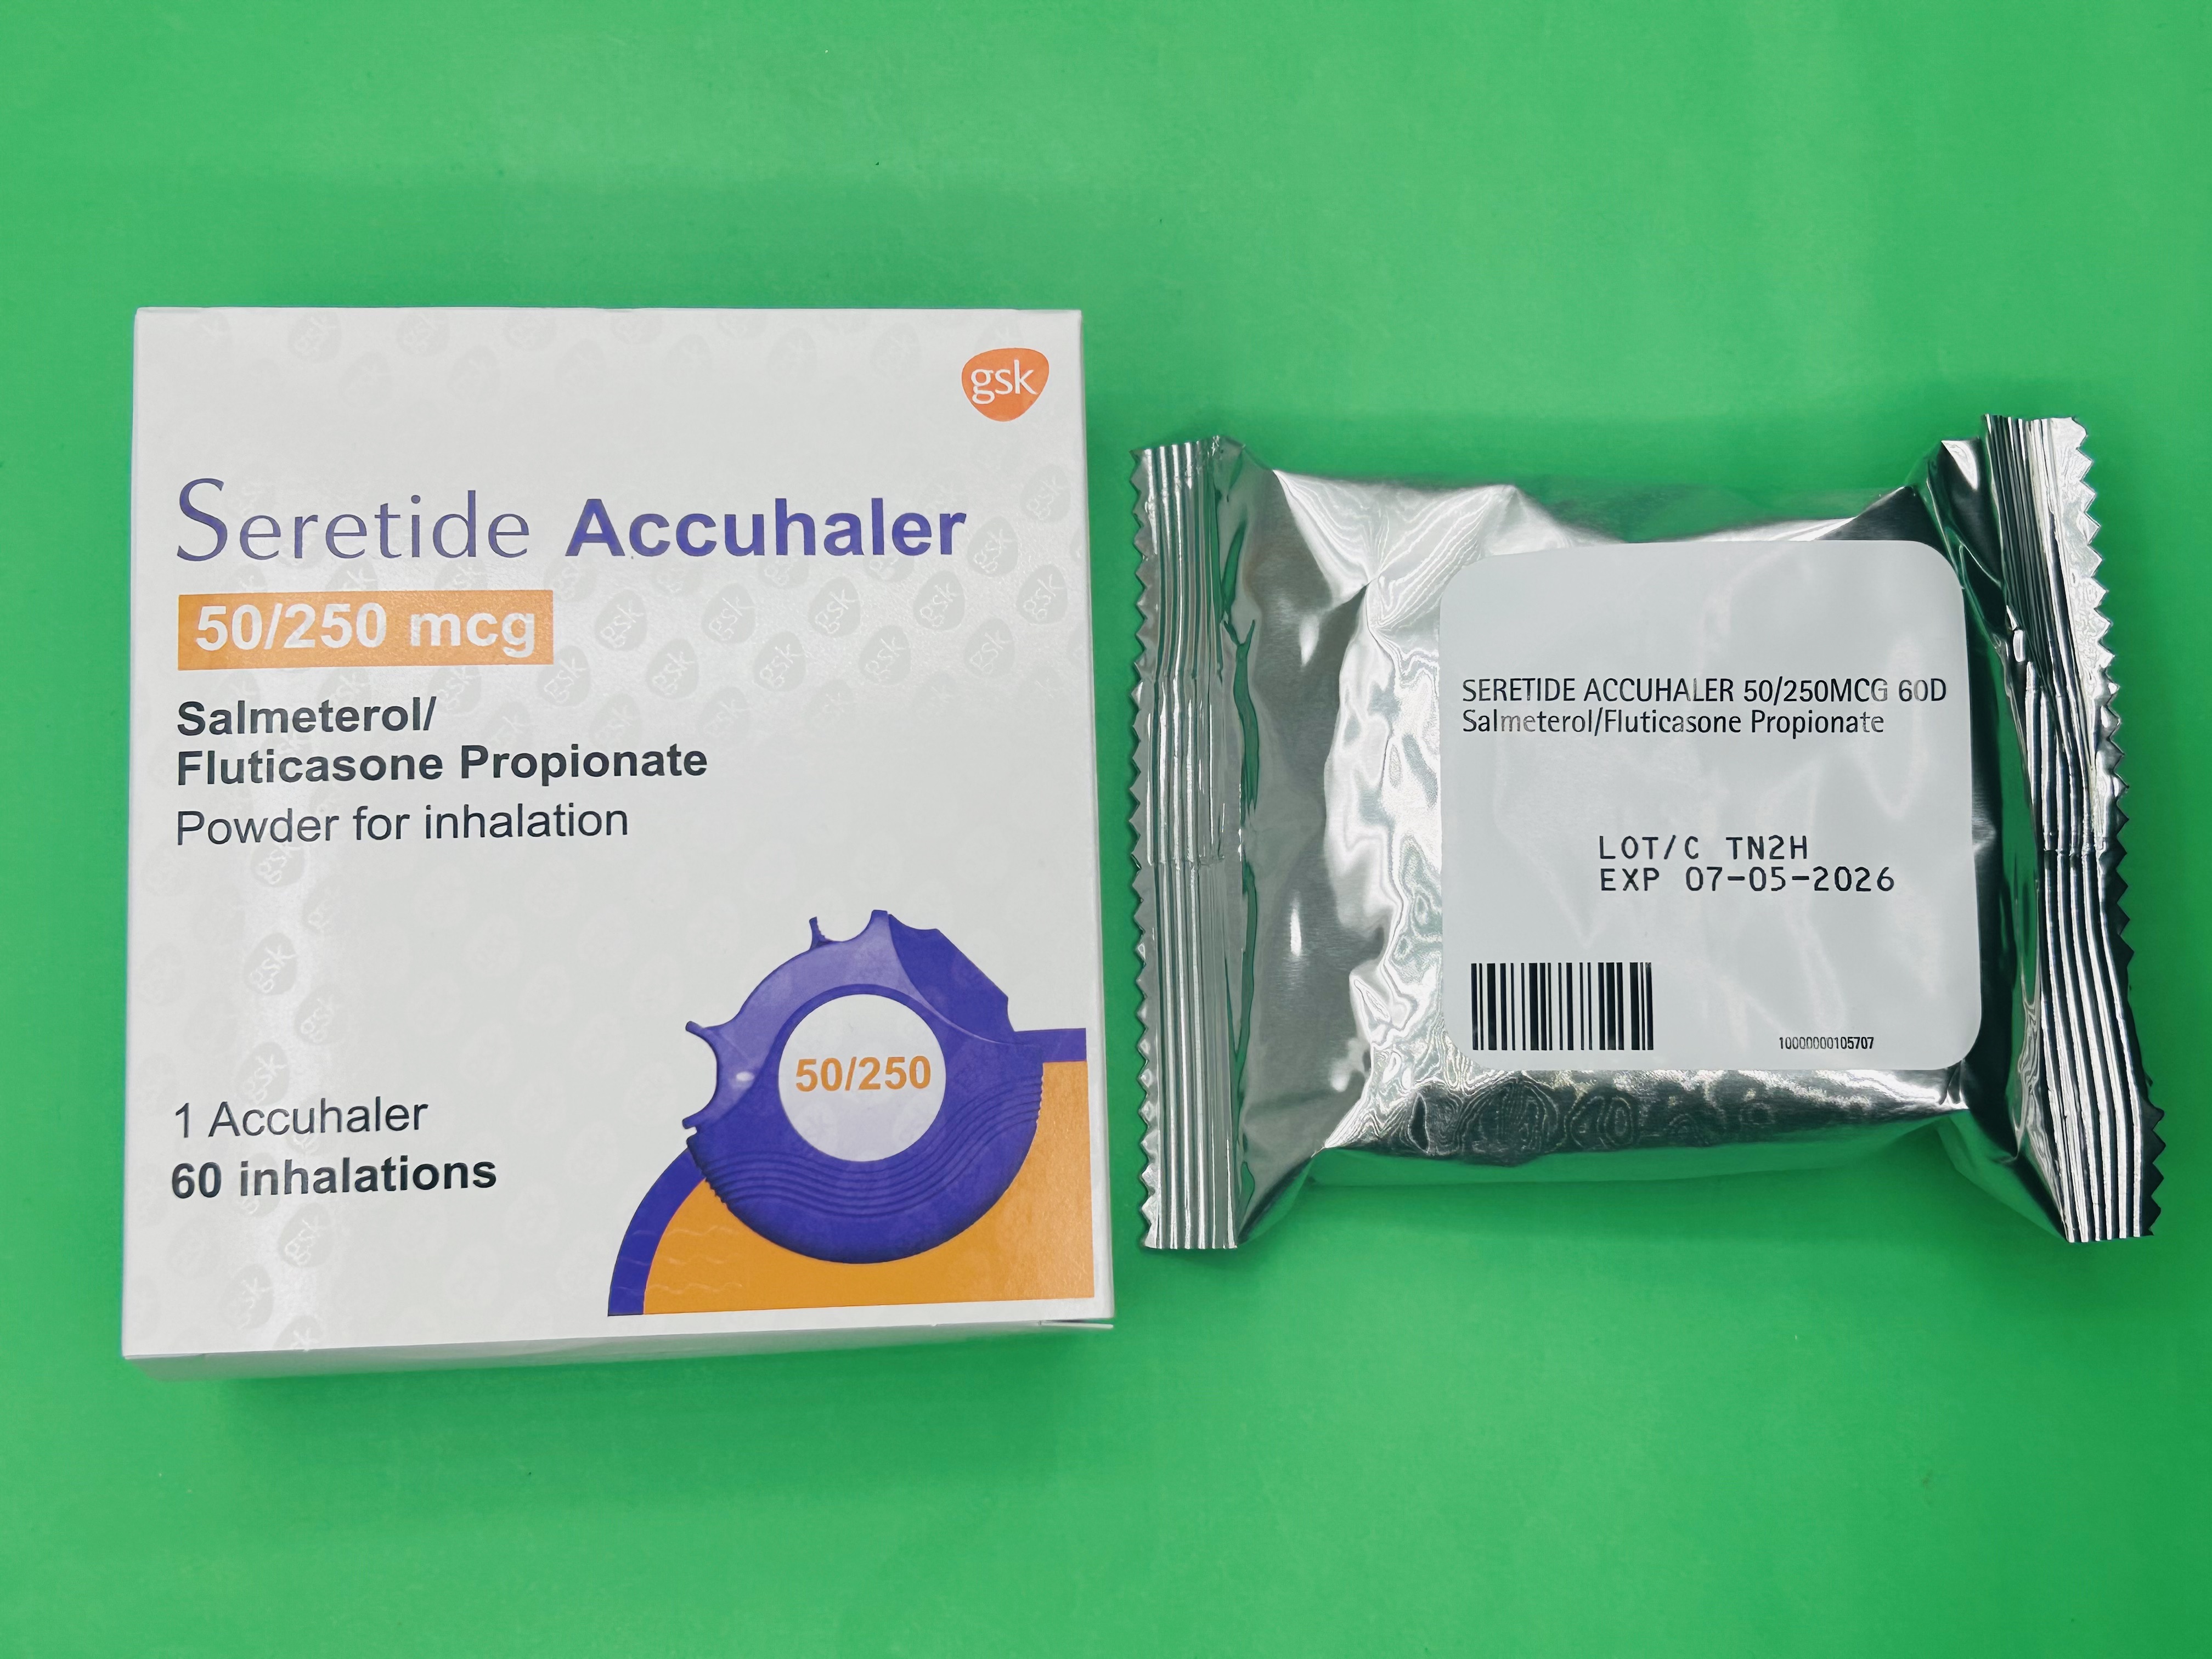 gsk
Seretide Accuhaler
50/250 mcg
Salmeterol/
Fluticasone Propionate
Powder for inhalation
50/250
1 Accuhaler
60 inhalations
SERETIDE ACCUHALER 50/250MCG 60D
Salmeterol/Fluticasone Propionate
LOT/C TN2H
EXP 07-05-2026
10000000105707